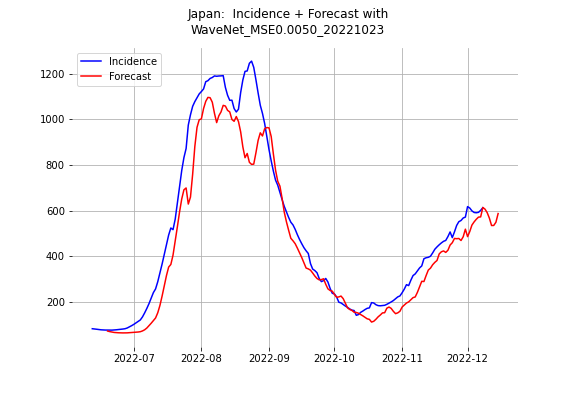 Japan:  Incidence + Forecast with
WaveNet_MSE0.0050_20221023
Incidence
Forecast
1200
1000
800
600
400
200
2022-07 2022-08 2022-09 2022-10 2022-11 2022-12